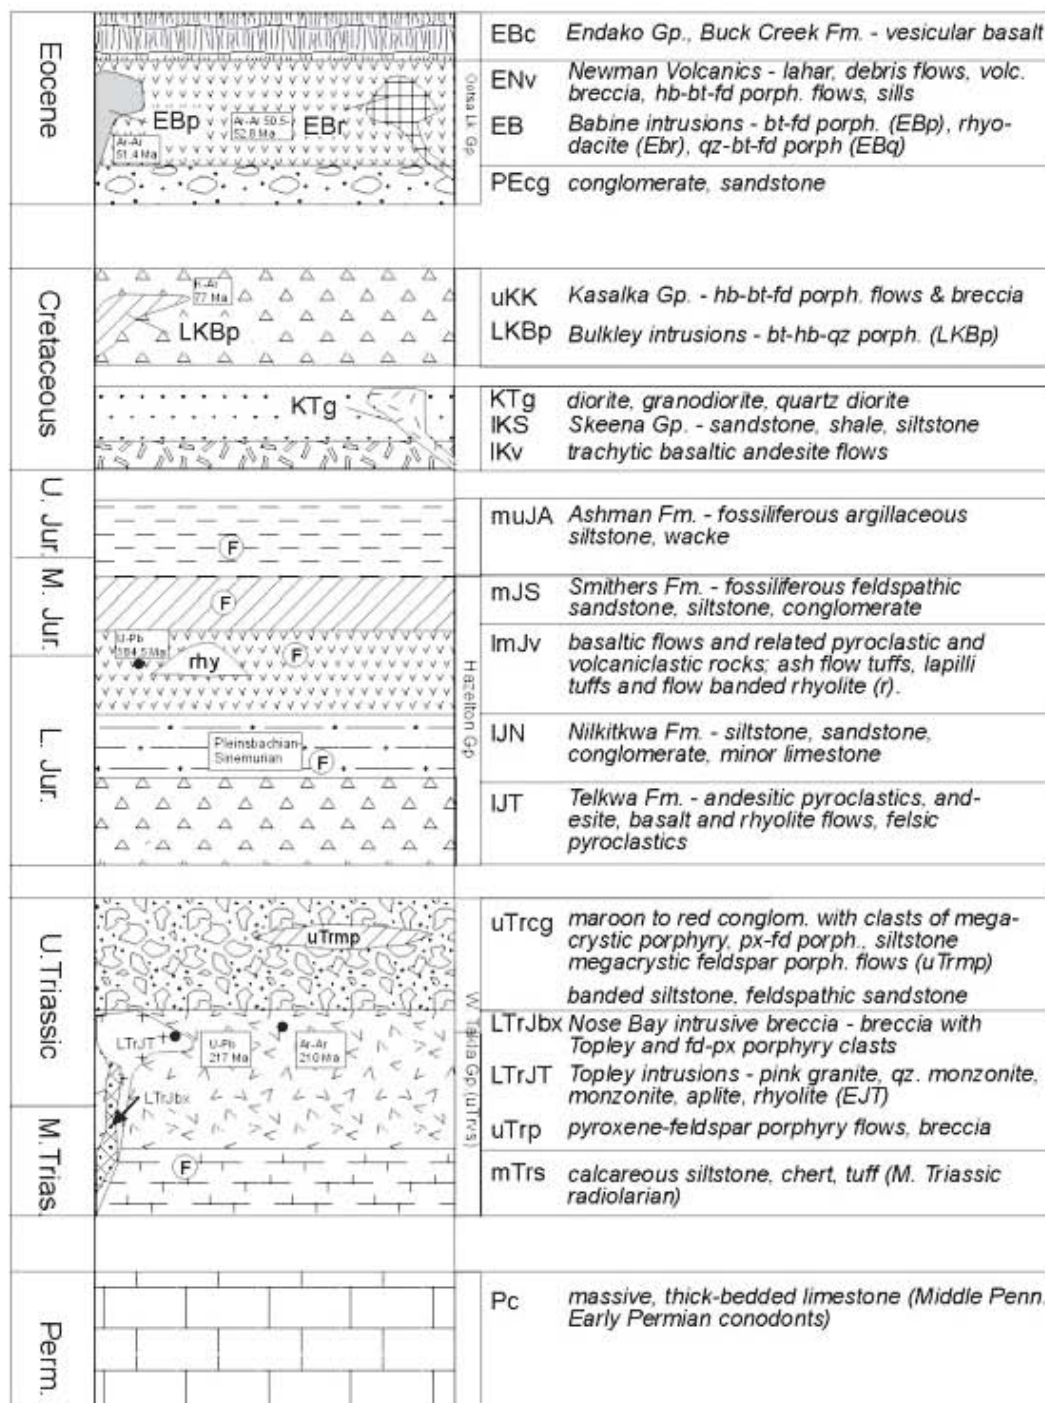 Eocene
EBp
EBr
Ar-Ar 50.5-
52.8 Ma
Ar-Ar
51.4 Ma
Ootsa Lk Gp
EBc Endako Gp., Buck Creek Fm. - vesicular basalt
ENv Newman Volcanics - lahar, debris flows, volc.
breccia, hb-bt-fd porph. flows, sills
EB Babine intrusions - bt-fd porph. (EBp), rhyo-
dacite (Ebr), qz-bt-fd porph (EBq)
PEcg conglomerate, sandstone
Cretaceous
K-Ar
77 Ma
LKBp
KTg
uKK Kasalka Gp. - hb-bt-fd porph. flows & breccia
LKBp Bulkley intrusions - bt-hb-qz porph. (LKBp)
KTg diorite, granodiorite, quartz diorite
lKS Skeena Gp. - sandstone, shale, siltstone
lKv trachytic basaltic andesite flows
U. Jur.
M. Jur.
L. Jur.
F
F
U-Pb
184.5 Ma
rhy
F
Pleinsbachian-
Sinemurian
F
Hazelton Gp
muJA Ashman Fm. - fossiliferous argillaceous
siltstone, wacke
mJS Smithers Fm. - fossiliferous feldspathic
sandstone, siltstone, conglomerate
lmJv basaltic flows and related pyroclastic and
volcaniclastic rocks; ash flow tuffs, lapilli
tuffs and flow banded rhyolite (r).
lJN Nilkitkwa Fm. - siltstone, sandstone,
conglomerate, minor limestone
lJT Telkwa Fm. - andesitic pyroclastics, and-
esite, basalt and rhyolite flows, felsic
pyroclastics
U.Triassic
M. Trias.
uTrmp
LTrJT
U-Pb
217 Ma
Ar-Ar
210 Ma
LTrJbx
F
W Takla Gp (uTrvs)
uTrcg maroon to red conglom. with clasts of mega-
crystic porphyry, px-fd porph., siltstone
megacrystic feldspar porph. flows (uTrmp)
banded siltstone, feldspathic sandstone
LTrJbx Nose Bay intrusive breccia - breccia with
Topley and fd-px porphyry clasts
LTrJT Topley intrusions - pink granite, qz. monzonite,
monzonite, aplite, rhyolite (EJT)
uTrp pyroxene-feldspar porphyry flows, breccia
mTrs calcareous siltstone, chert, tuff (M. Triassic
radiolarian)
Perm.
Pc massive, thick-bedded limestone (Middle Penn.
Early Permian conodonts)